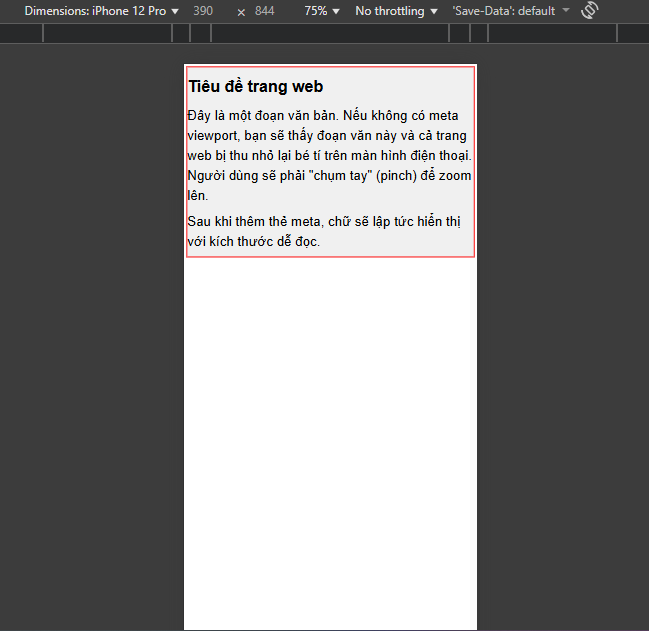 Dimensions: iPhone 12 Pro ▼ 390 × 844 75% ▼ No throttling ▼ 'Save-Data': default ▼
Tiêu đề trang web
Đây là một đoạn văn bản. Nếu không có meta
viewport, bạn sẽ thấy đoạn văn này và cả trang
web bị thu nhỏ lại bé tí trên màn hình điện thoại.
Người dùng sẽ phải "chụm tay" (pinch) để zoom
lên.
Sau khi thêm thẻ meta, chữ sẽ lập tức hiển thị
với kích thước dễ đọc.